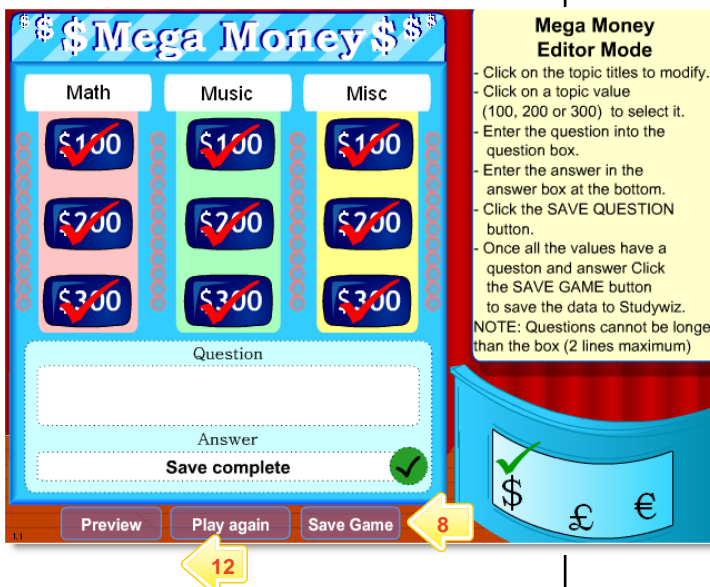 $$$Mega Money$$$
Math Music Misc
$100 $100 $100
$200 $200 $200
$300 $300 $300
Question
Answer
Save complete
Preview Play again Save Game
1.1
8
12
Mega Money
Editor Mode
- Click on the topic titles to modify.
- Click on a topic value
(100, 200 or 300) to select it.
- Enter the question into the
question box.
- Enter the answer in the
answer box at the bottom.
- Click the SAVE QUESTION
button.
- Once all the values have a
queston and answer Click
the SAVE GAME button
to save the data to Studywiz.
NOTE: Questions cannot be longe
than the box (2 lines maximum)
$ £ €